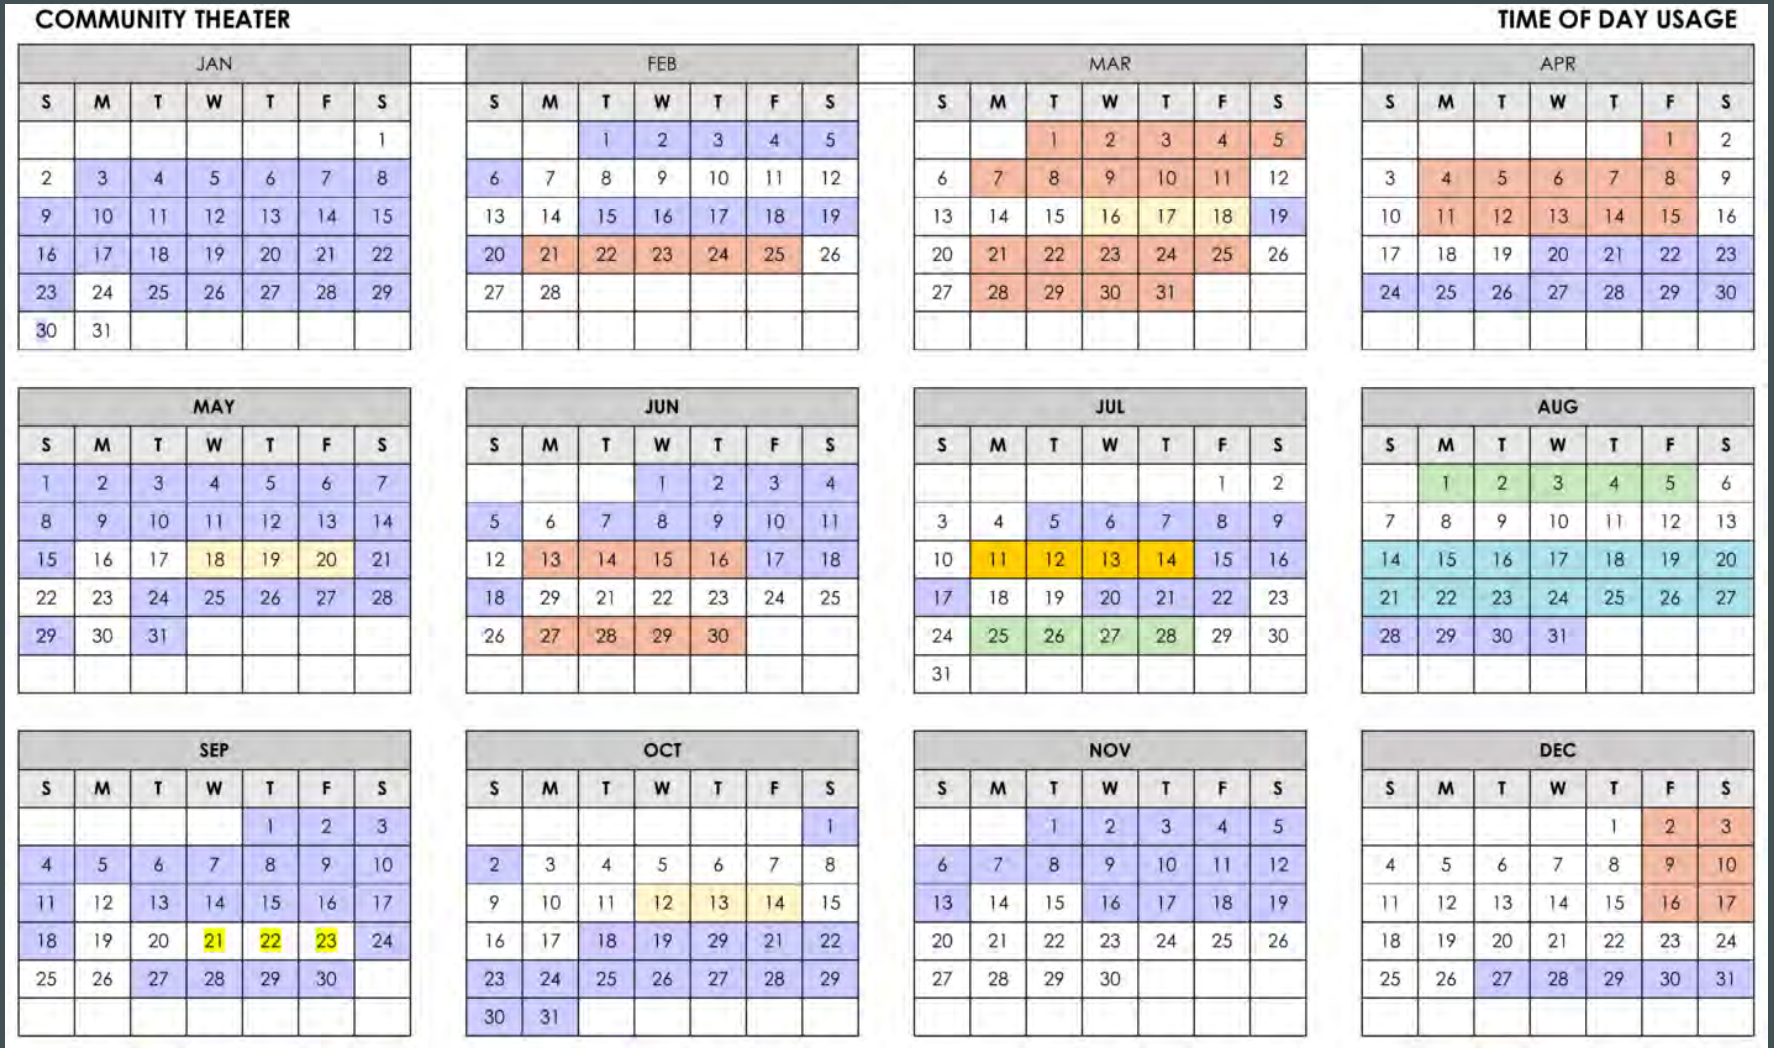 COMMUNITY THEATER TIME OF DAY USAGE
JAN FEB MAR APR
S M T W T F S S M T W T F S S M T W T F S S M T W T F S
1 1 2 3 4 5 1 2 3 4 5 1 2
2 3 4 5 6 7 8 6 7 8 9 10 11 12 6 7 8 9 10 11 12 3 4 5 6 7 8 9
9 10 11 12 13 14 15 13 14 15 16 17 18 19 13 14 15 16 17 18 19 10 11 12 13 14 15 16
16 17 18 19 20 21 22 20 21 22 23 24 25 26 20 21 22 23 24 25 26 17 18 19 20 21 22 23
23 24 25 26 27 28 29 27 28 27 28 29 30 31 24 25 26 27 28 29 30
30 31
MAY JUN JUL AUG
S M T W T F S S M T W T F S S M T W T F S S M T W T F S
1 2 3 4 5 6 7 1 2 3 4 1 2 1 2 3 4 5 6
8 9 10 11 12 13 14 5 6 7 8 9 10 11 3 4 5 6 7 8 9 7 8 9 10 11 12 13
15 16 17 18 19 20 21 12 13 14 15 16 17 18 10 11 12 13 14 15 16 14 15 16 17 18 19 20
22 23 24 25 26 27 28 18 29 21 22 23 24 25 17 18 19 20 21 22 23 21 22 23 24 25 26 27
29 30 31 26 27 28 29 30 24 25 26 27 28 29 30 28 29 30 31
31
SEP OCT NOV DEC
S M T W T F S S M T W T F S S M T W T F S S M T W T F S
1 2 3 1 1 2 3 4 5 1 2 3
4 5 6 7 8 9 10 2 3 4 5 6 7 8 6 7 8 9 10 11 12 4 5 6 7 8 9 10
11 12 13 14 15 16 17 9 10 11 12 13 14 15 13 14 15 16 17 18 19 11 12 13 14 15 16 17
18 19 20 21 22 23 24 16 17 18 19 29 21 22 20 21 22 23 24 25 26 18 19 20 21 22 23 24
25 26 27 28 29 30 23 24 25 26 27 28 29 27 28 29 30 25 26 27 28 29 30 31
30 31